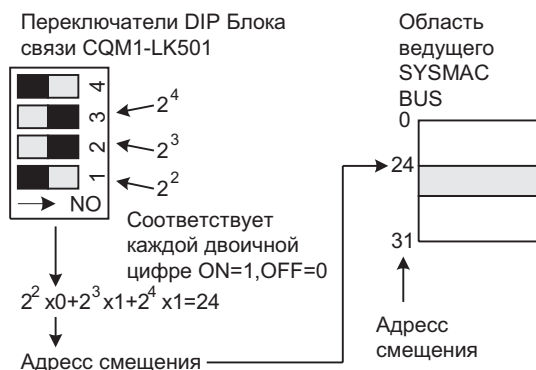 Переключатели DIP Блока
связи CQM1-LK501
4
3
2
1
NO
2^4
2^3
2^2
Соответствует
каждой двоичной
цифре ON=1,OFF=0
2^2 x0+2^3 x1+2^4 x1=24
Адресс смещения
Область
ведущего
SYSMAC
BUS
0
24
31
Адресс
смещения